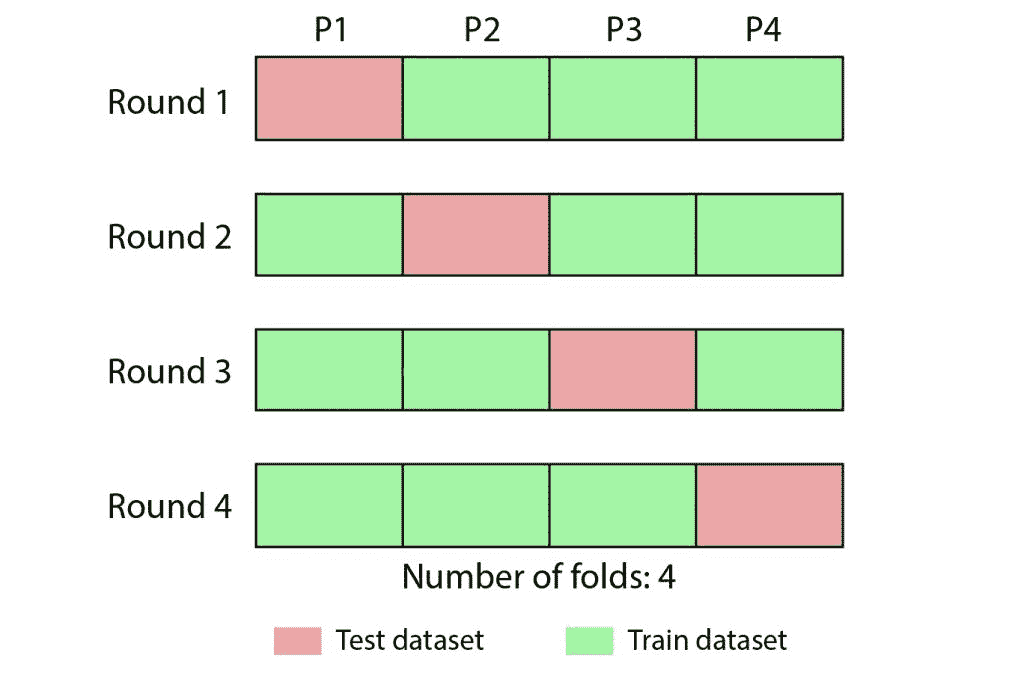 P1 P2 P3 P4
Round 1
Round 2
Round 3
Round 4
Number of folds: 4
Test dataset Train dataset